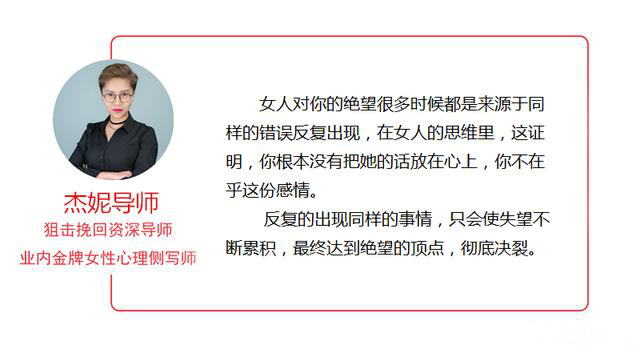 女人对你的绝望很多时候都是来源于同
样的错误反复出现，在女人的思维里，这证
明，你根本没有把她的话放在心上，你不在
乎这份感情。
反复的出现同样的事情，只会使失望不
断累积，最终达到绝望的顶点，彻底决裂。
杰妮导师
狙击挽回资深导师
业内金牌女性心理侧写师